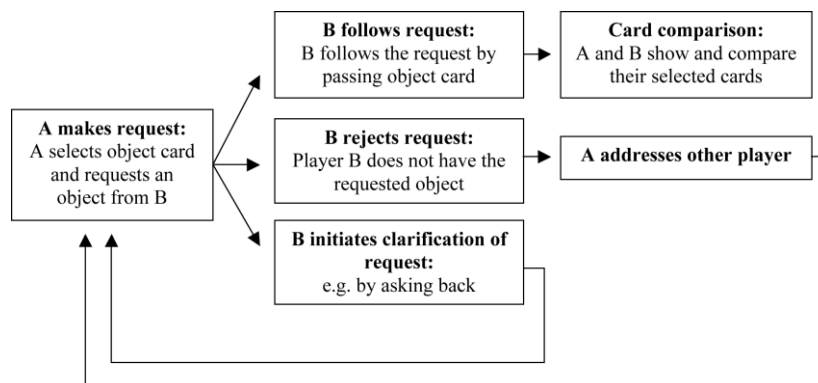 A makes request:
A selects object card
and requests an
object from B
B follows request:
B follows the request by
passing object card
Card comparison:
A and B show and compare
their selected cards
B rejects request:
Player B does not have the
requested object
A addresses other player
B initiates clarification of
request:
e.g. by asking back